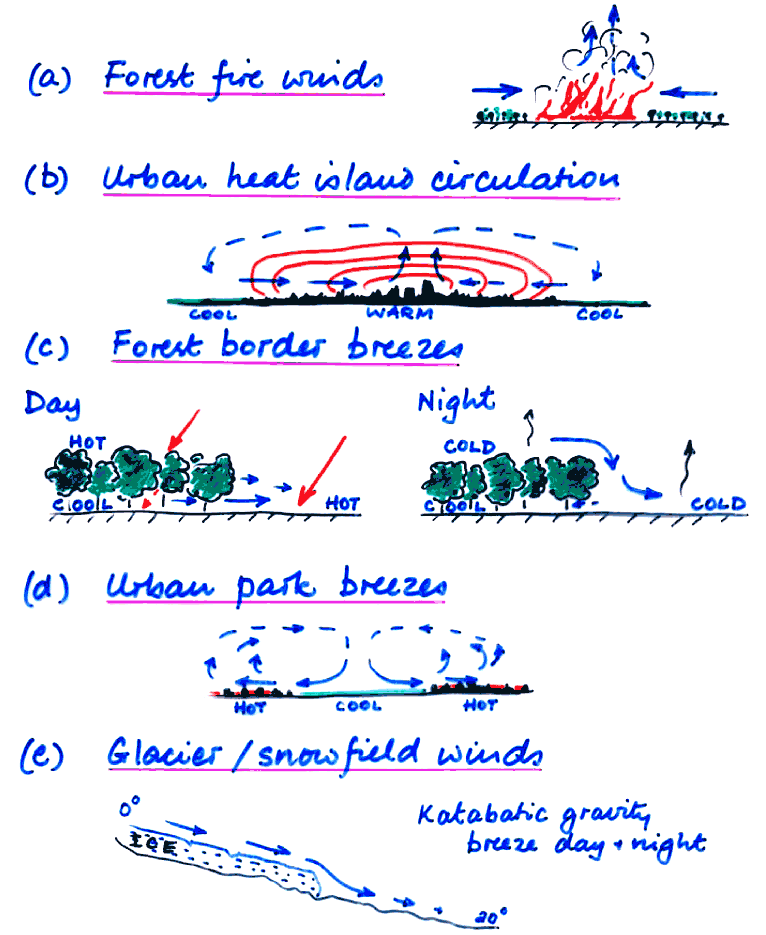 (a) Forest fire winds
(b) Urban heat island circulation
COOL WARM COOL
(c) Forest border breezes
Day
HOT
COOL HOT
Night
COLD
COOL COLD
(d) Urban park breezes
HOT COOL HOT
(e) Glacier / snowfield winds
0°
ICE
20°
Katabatic gravity
breeze day + night